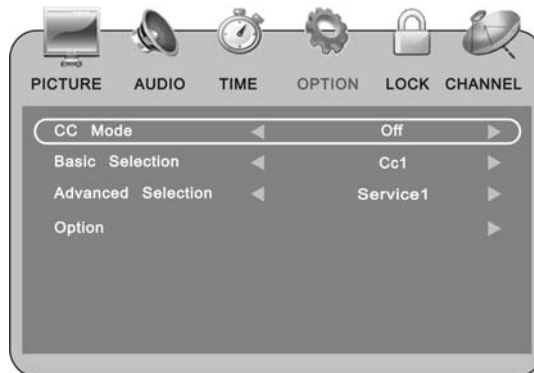 PICTURE AUDIO TIME OPTION LOCK CHANNEL
CC Mode Off
Basic Selection Cc1
Advanced Selection Service1
Option